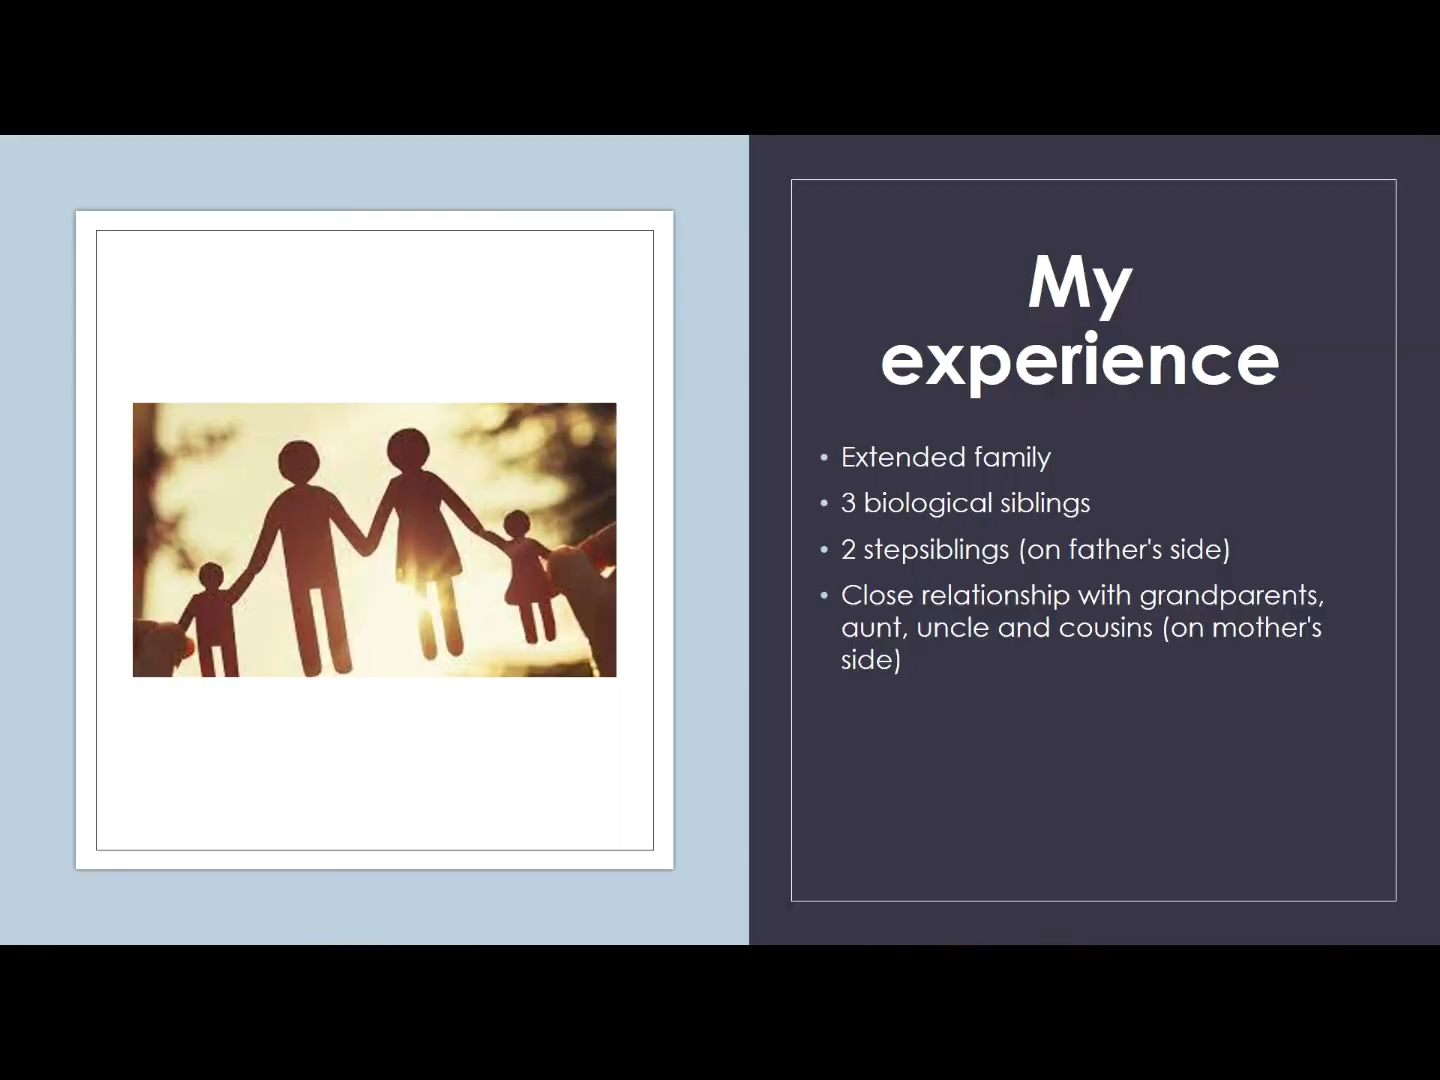 My
experience
• Extended family
• 3 biological siblings
• 2 stepsiblings (on father's side)
• Close relationship with grandparents,
aunt, uncle and cousins (on mother's
side)